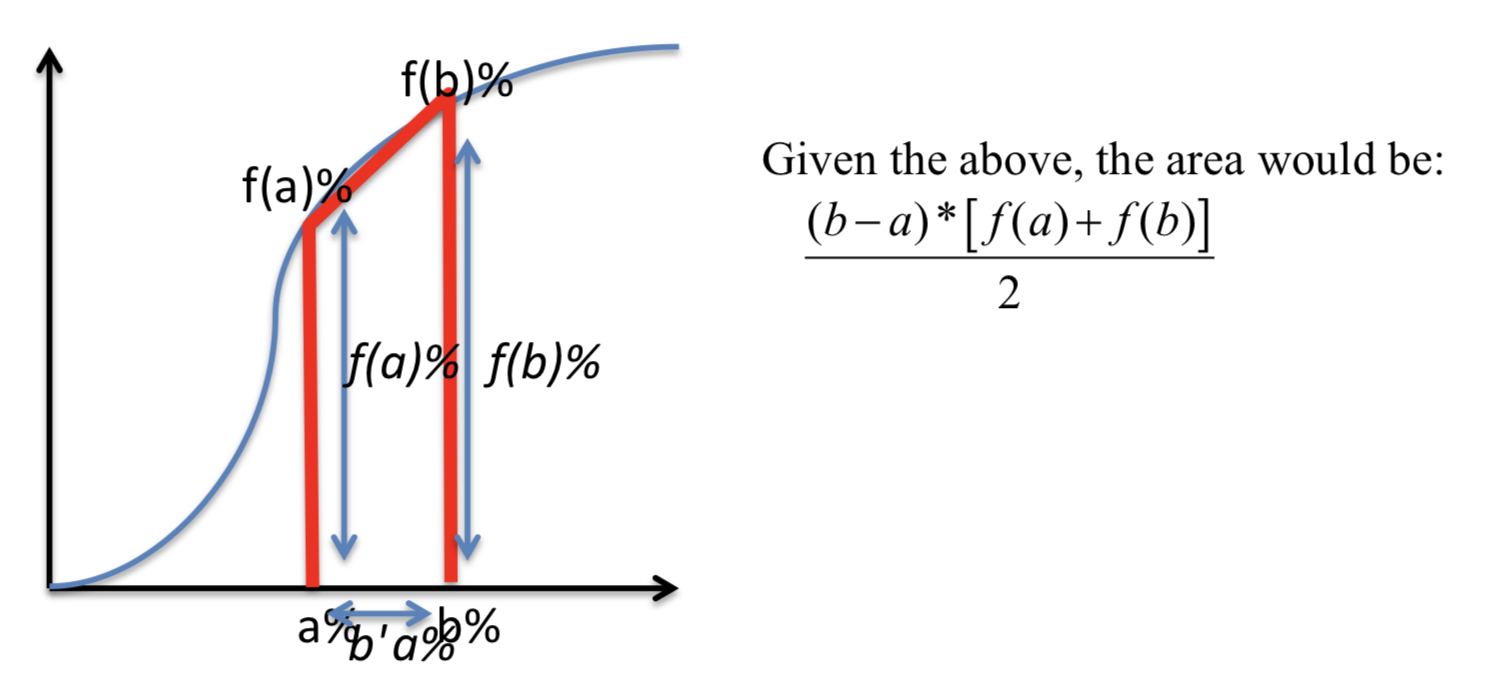 f(b)%
f(a)%
f(a)% f(b)%
a% b%
b'a%
Given the above, the area would be:
(b − a) * [f(a) + f(b)]
2